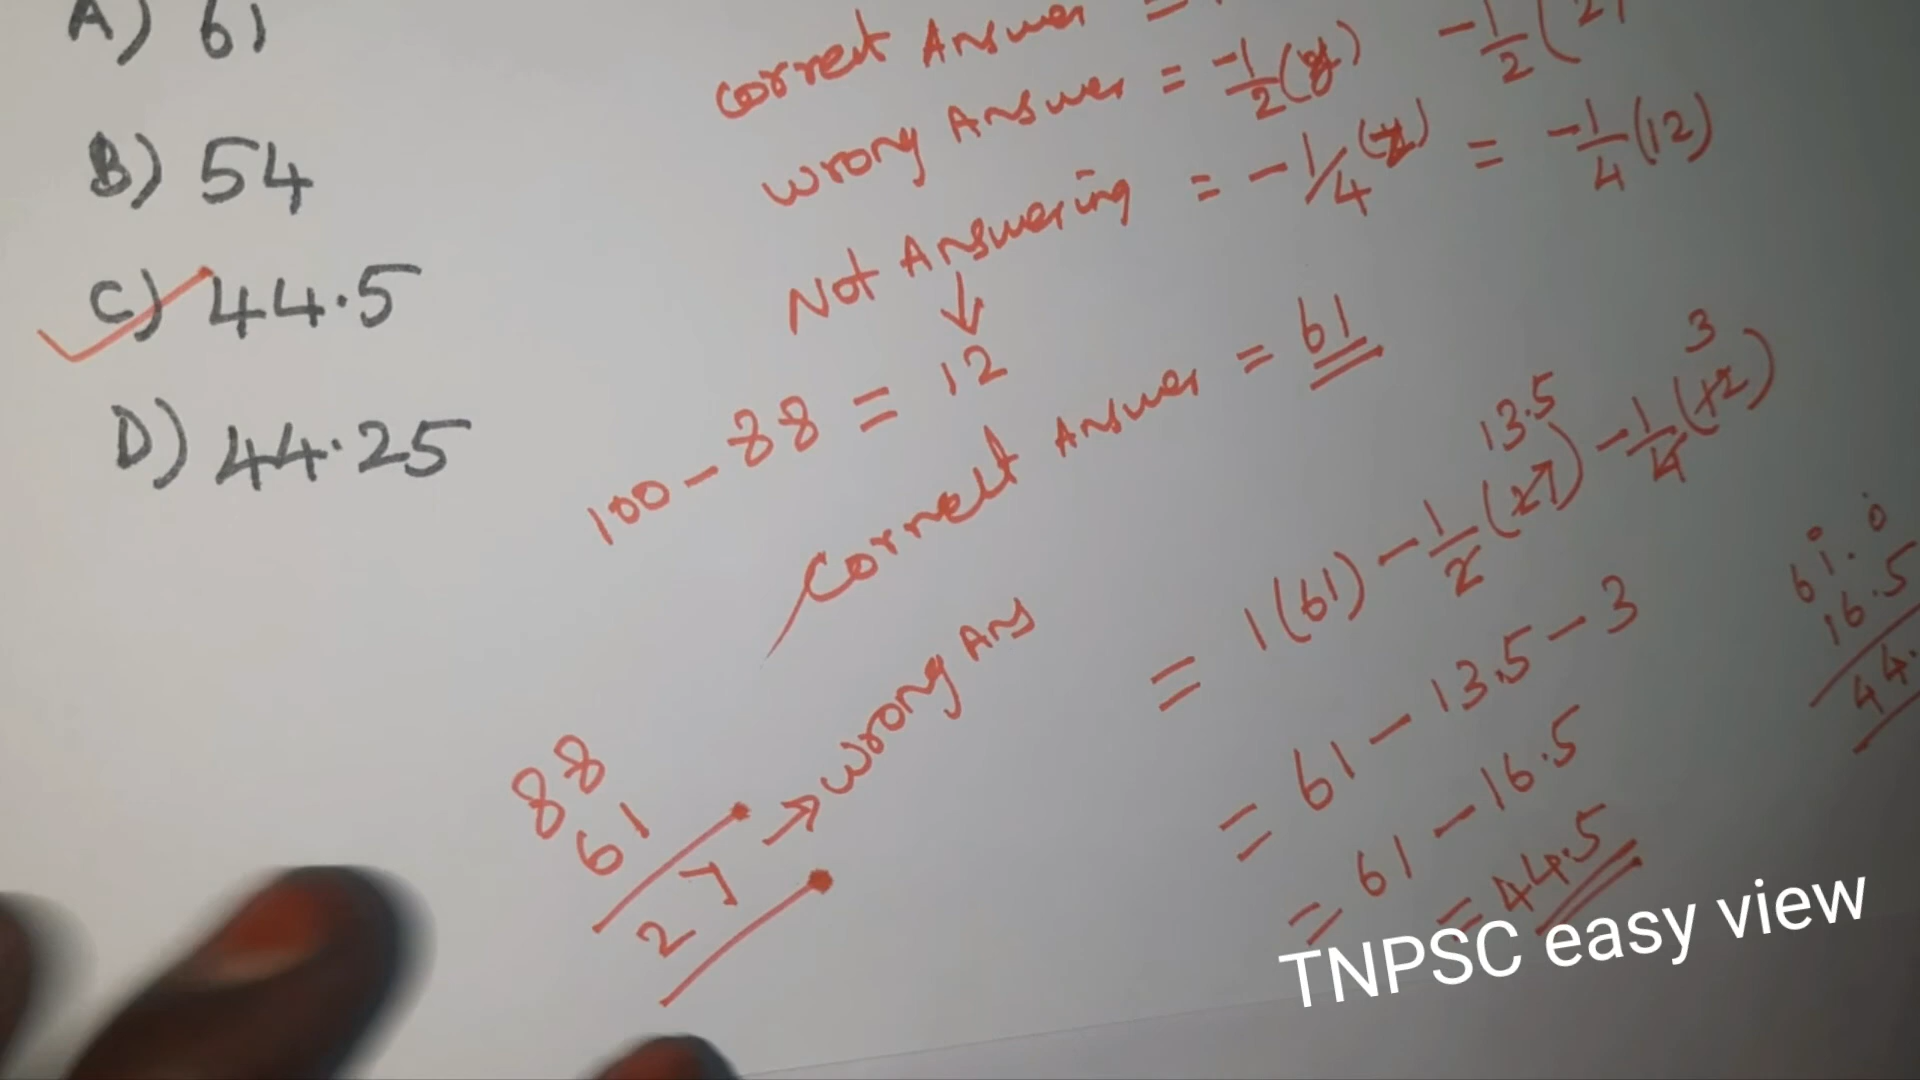 A) 61
B) 54
C) 44.5
D) 44.25
correct Answer =
wrong Answer = -1/2(y) -1/2(2
Not Answering = -1/4(z) = -1/4(12)
↓
100 - 88 = 12
Correct Answer = 61
88
61
27 → wrong Ans
= 1(61) - 1/2(27) 13.5 - 1/4(12) 3
= 61 - 13.5 - 3
= 61 - 16.5
= 44.5
61.0
16.5
44.
TNPSC easy view